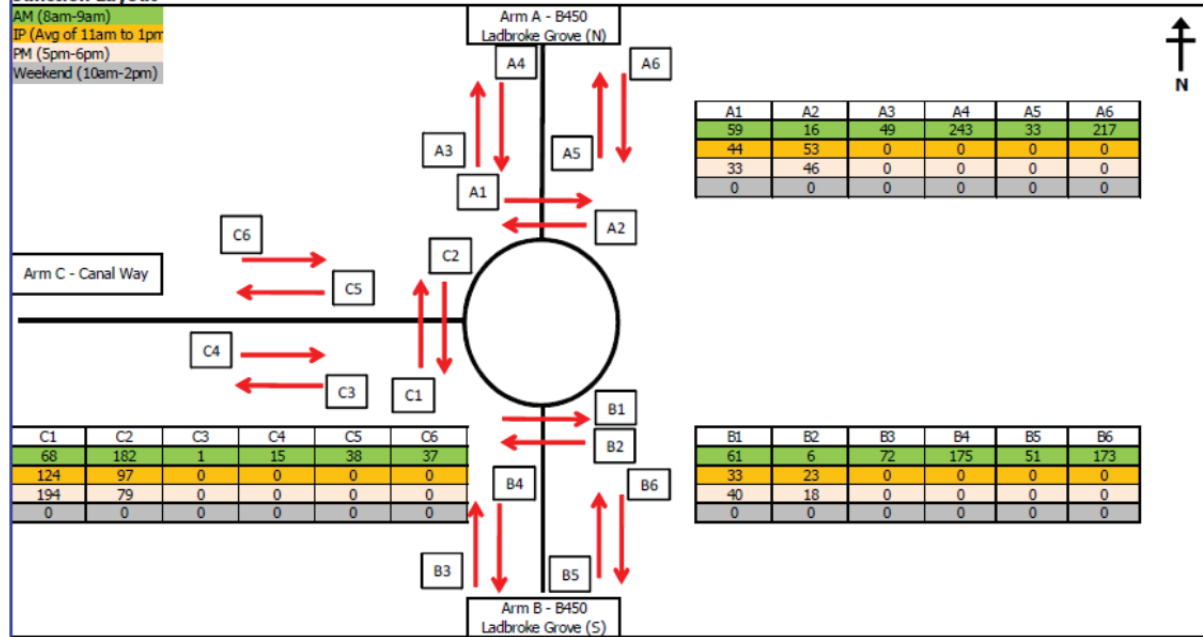 AM (8am-9am)
IP (Avg of 11am to 1pm
PM (5pm-6pm)
Weekend (10am-2pm)
Arm A - B450
Ladbroke Grove (N)
N
A4
A6
A3
A5
A1
A2
A1 A2 A3 A4 A5 A6
59 16 49 243 33 217
44 53 0 0 0 0
33 46 0 0 0 0
0 0 0 0 0 0
C6
C2
Arm C - Canal Way
C5
C4
C3
C1
B1
B2
C1 C2 C3 C4 C5 C6
68 182 1 15 38 37
124 97 0 0 0 0
194 79 0 0 0 0
0 0 0 0 0 0
B4
B6
B1 B2 B3 B4 B5 B6
61 6 72 175 51 173
33 23 0 0 0 0
40 18 0 0 0 0
0 0 0 0 0 0
B3
B5
Arm B - B450
Ladbroke Grove (S)